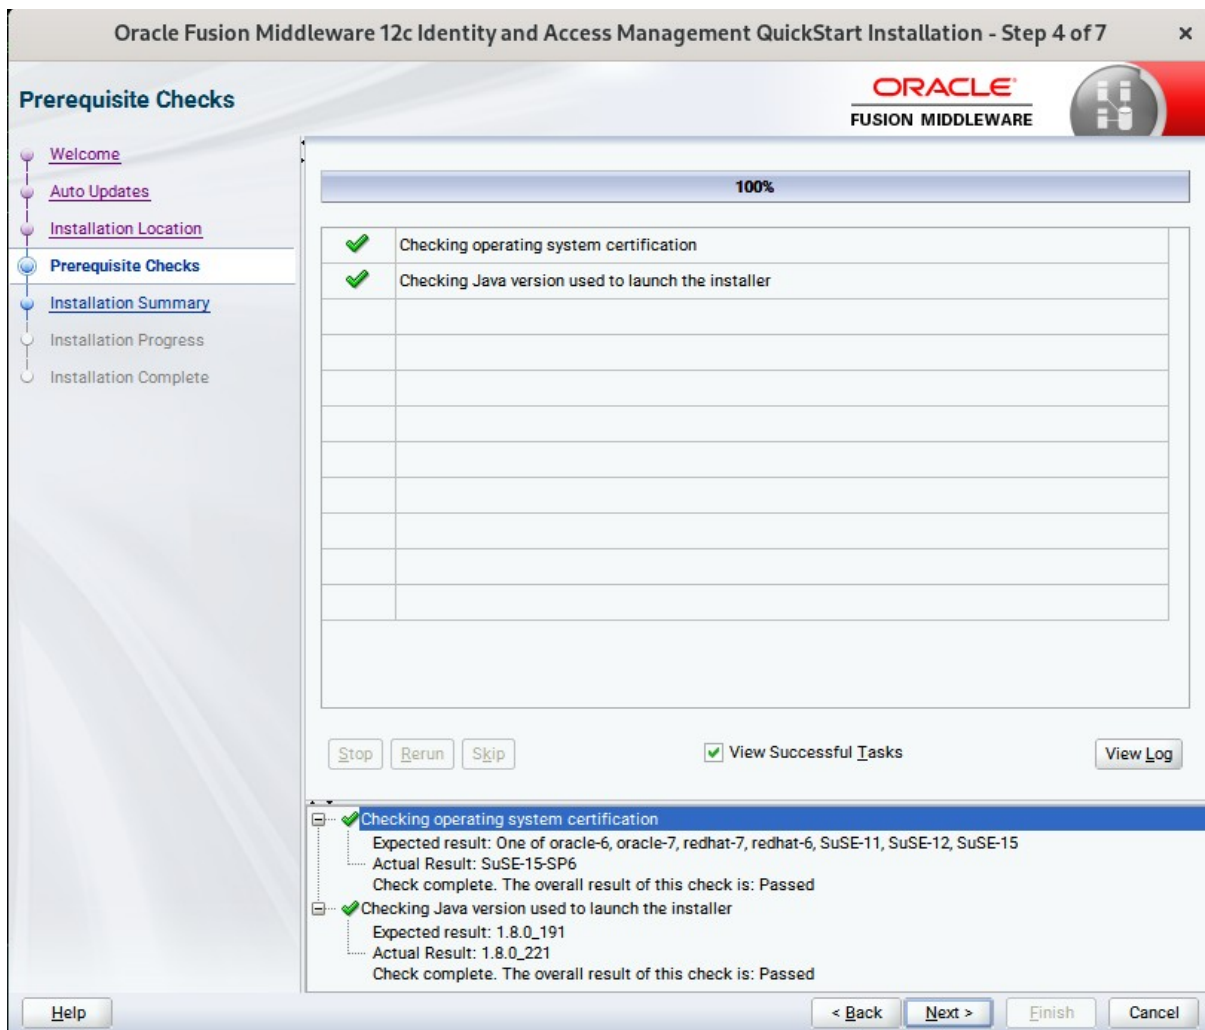 Oracle Fusion Middleware 12c Identity and Access Management QuickStart Installation - Step 4 of 7
Prerequisite Checks
ORACLE
FUSION MIDDLEWARE
Welcome
Auto Updates
Installation Location
Prerequisite Checks
Installation Summary
Installation Progress
Installation Complete
100%
Checking operating system certification
Checking Java version used to launch the installer
Stop Rerun Skip View Successful Tasks View Log
Checking operating system certification
Expected result: One of oracle-6, oracle-7, redhat-7, redhat-6, SuSE-11, SuSE-12, SuSE-15
Actual Result: SuSE-15-SP6
Check complete. The overall result of this check is: Passed
Checking Java version used to launch the installer
Expected result: 1.8.0_191
Actual Result: 1.8.0_221
Check complete. The overall result of this check is: Passed
Help < Back Next > Finish Cancel